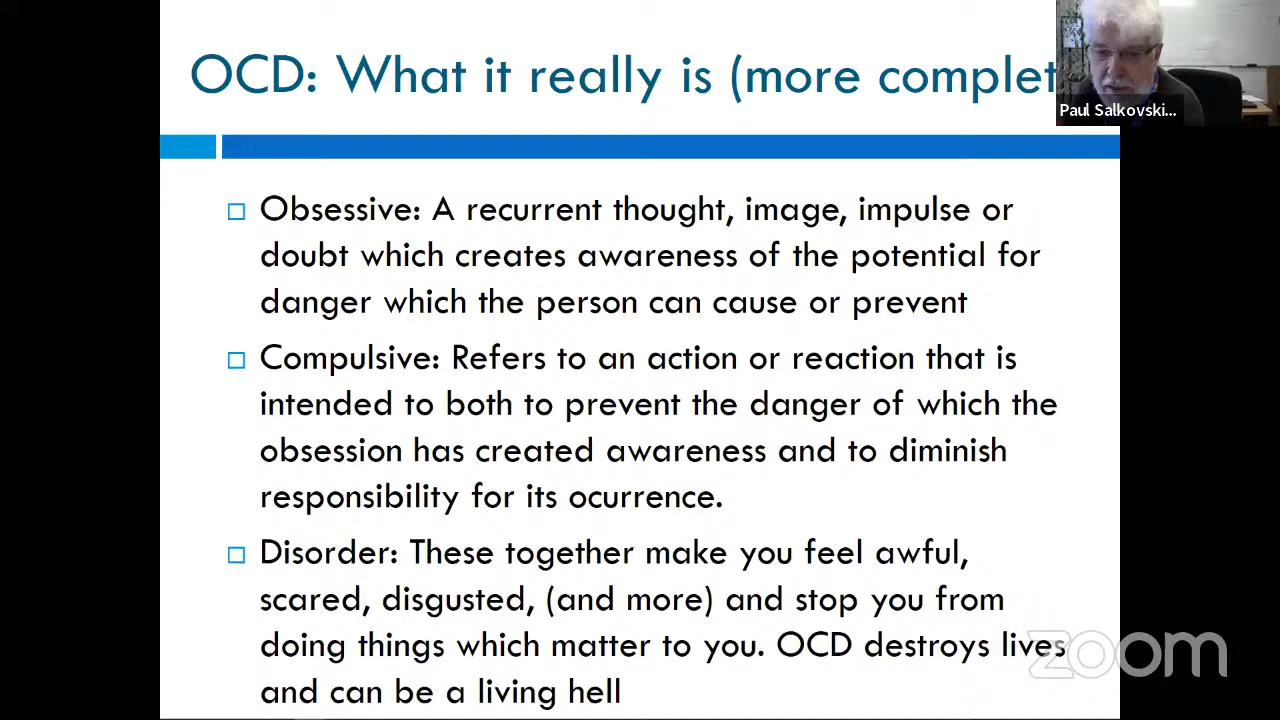 OCD: What it really is (more complet
Paul Salkovski...
Obsessive: A recurrent thought, image, impulse or
doubt which creates awareness of the potential for
danger which the person can cause or prevent
Compulsive: Refers to an action or reaction that is
intended to both to prevent the danger of which the
obsession has created awareness and to diminish
responsibility for its ocurrence.
Disorder: These together make you feel awful,
scared, disgusted, (and more) and stop you from
doing things which matter to you. OCD destroys lives
and can be a living hell
zoom